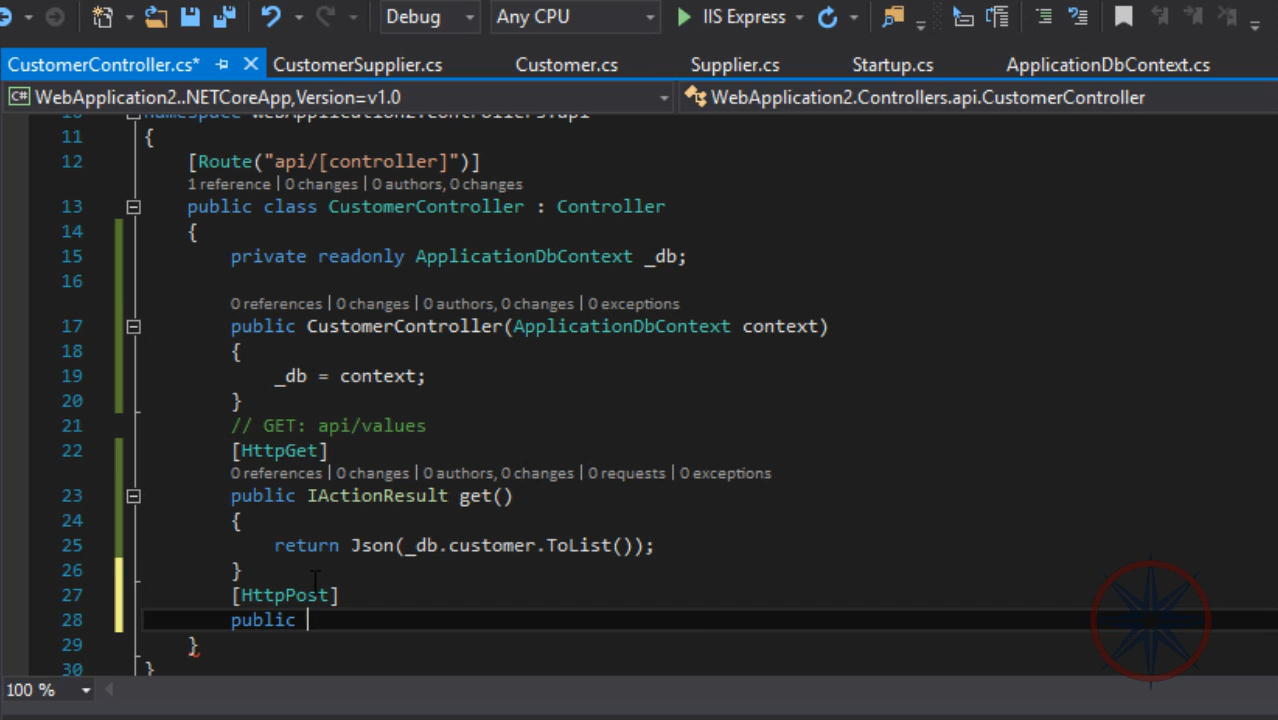 Debug Any CPU IIS Express
CustomerController.cs* CustomerSupplier.cs Customer.cs Supplier.cs Startup.cs ApplicationDbContext.cs
C# WebApplication2..NETCoreApp,Version=v1.0 WebApplication2.Controllers.api.CustomerController
10 namespace WebApplication2.Controllers.api
11 {
12 [Route("api/[controller]")]
1 reference | 0 changes | 0 authors, 0 changes
13 public class CustomerController : Controller
14 {
15 private readonly ApplicationDbContext _db;
16
0 references | 0 changes | 0 authors, 0 changes | 0 exceptions
17 public CustomerController(ApplicationDbContext context)
18 {
19 _db = context;
20 }
21 // GET: api/values
22 [HttpGet]
0 references | 0 changes | 0 authors, 0 changes | 0 requests | 0 exceptions
23 public IActionResult get()
24 {
25 return Json(_db.customer.ToList());
26 }
27 [HttpPost]
28 public
29 }
30 }
100 %